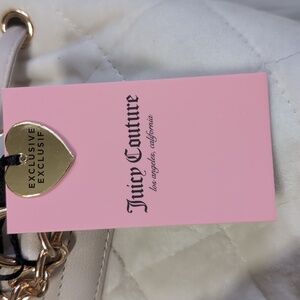 EXCLUSIVE
EXCLUSIF
Juicy Couture
los angeles, california